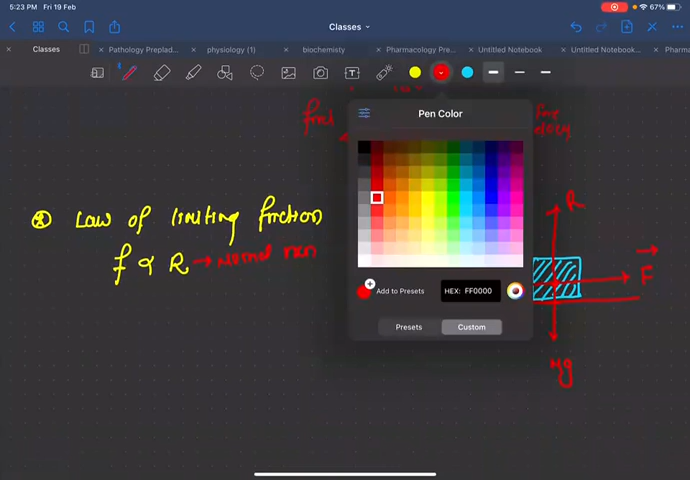 5:23 PM Fri 19 Feb
67%
Classes
Classes
Pathology Preplad...
physiology (1)
biochemisty
Pharmacology Pre...
Untitled Notebook
Untitled Notebook...
Pharma
Pen Color
Add to Presets
HEX: FF0000
Presets
Custom
Law of limiting friction
f ∝ R → Normal rxn
R
F
Mg